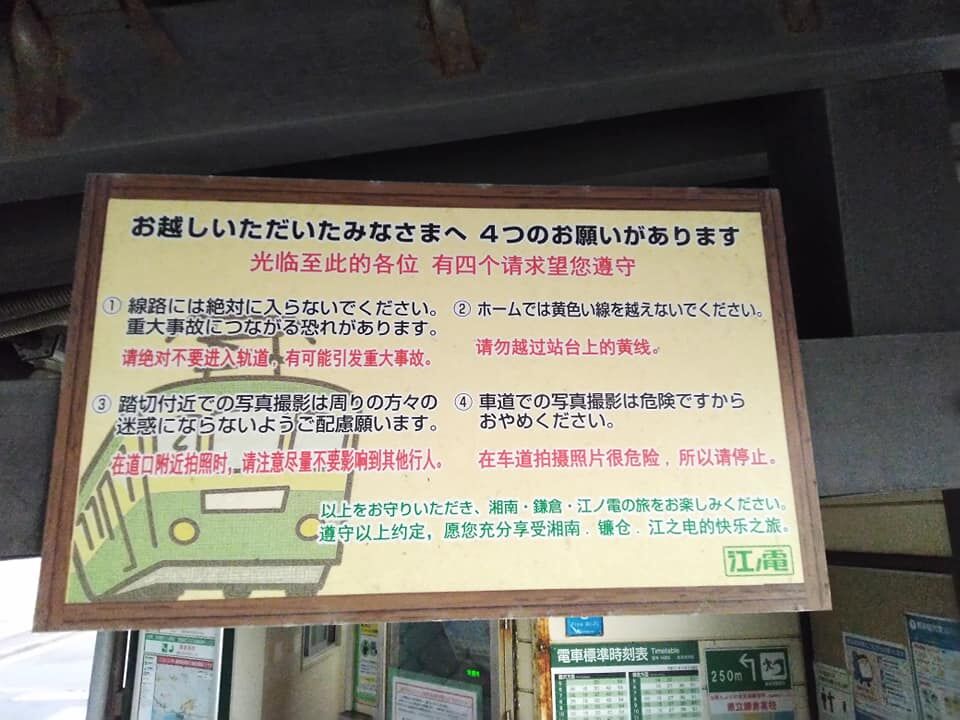 お越しいただいたみなさまへ 4つのお願いがあります
光临至此的各位 有四个请求望您遵守
① 線路には絶対に入らないでください。
重大事故につながる恐れがあります。
请绝对不要进入轨道，有可能引发重大事故。
② ホームでは黄色い線を越えないでください。
请勿越过站台上的黄线。
③ 踏切付近での写真撮影は周りの方々の
迷惑にならないようご配慮願います。
在道口附近拍照时，请注意尽量不要影响到其他行人。
④ 車道での写真撮影は危険ですから
おやめください。
在车道拍摄照片很危险，所以请停止。
以上をお守りいただき、湘南・鎌倉・江ノ電の旅をお楽しみください。
遵守以上约定，愿您充分享受湘南．镰仓．江之电的快乐之旅。
江ノ電
電車標準時刻表 Timetable
250m
県立鎌倉高校